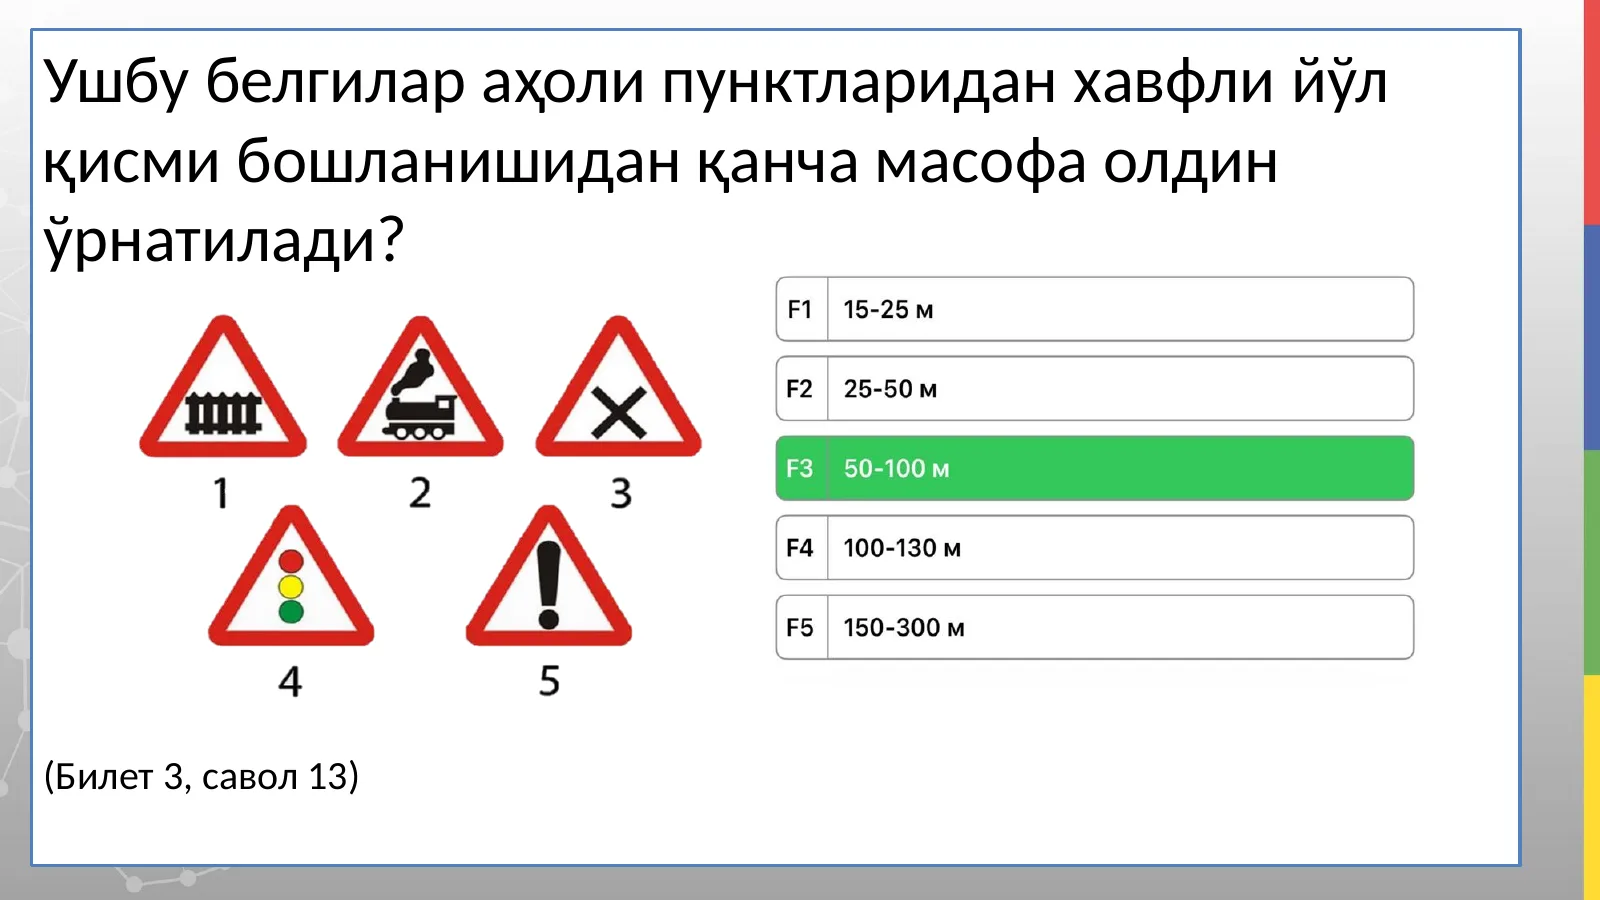 Ушбу белгилар аҳоли пунктларидан хавфли йўл
қисми бошланишидан қанча масофа олдин
ўрнатилади?
1
2
3
4
5
F1 15-25 м
F2 25-50 м
F3 50-100 м
F4 100-130 м
F5 150-300 м
(Билет 3, савол 13)